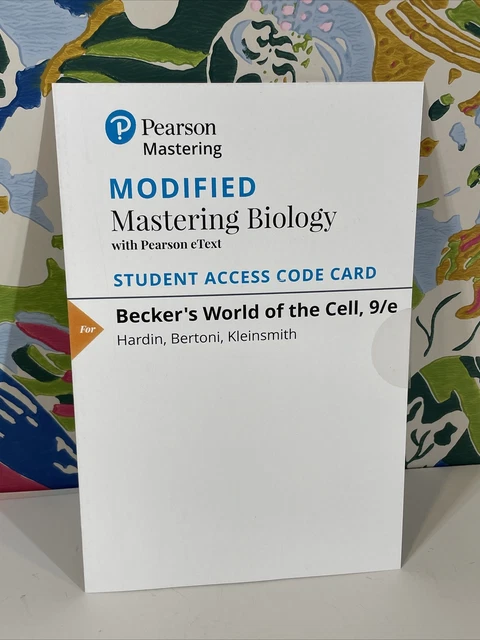 Pearson
Mastering
MODIFIED
Mastering Biology
with Pearson eText
STUDENT ACCESS CODE CARD
For
Becker's World of the Cell, 9/e
Hardin, Bertoni, Kleinsmith